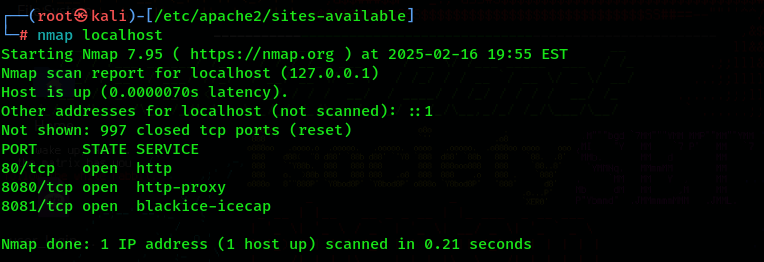 ┌──(root㉿kali)-[/etc/apache2/sites-available]
└─# nmap localhost
Starting Nmap 7.95 ( https://nmap.org ) at 2025-02-16 19:55 EST
Nmap scan report for localhost (127.0.0.1)
Host is up (0.0000070s latency).
Other addresses for localhost (not scanned): ::1
Not shown: 997 closed tcp ports (reset)
PORT     STATE SERVICE
80/tcp   open  http
8080/tcp open  http-proxy
8081/tcp open  blackice-icecap
Nmap done: 1 IP address (1 host up) scanned in 0.21 seconds